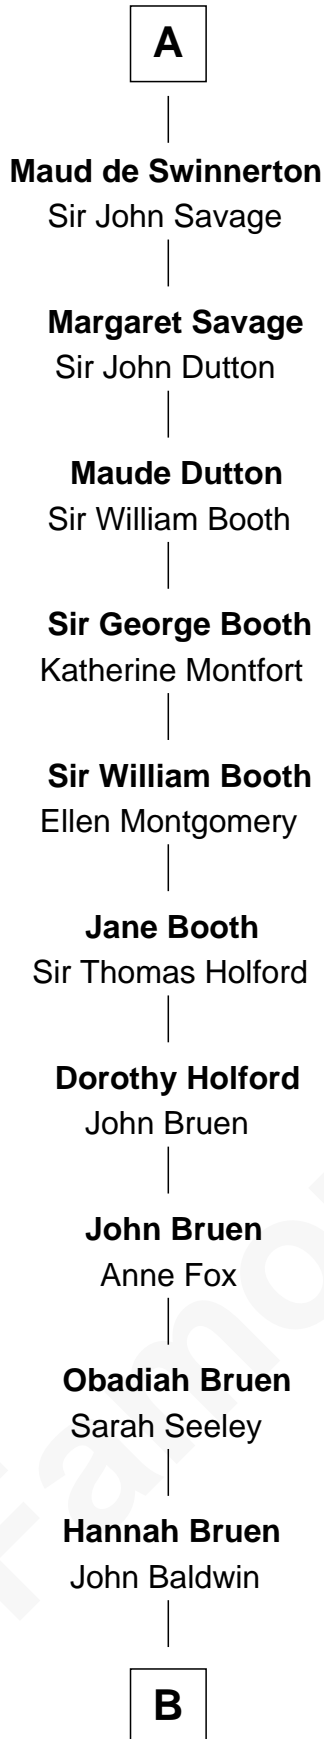 A
Maud de Swinnerton
Sir John Savage
Margaret Savage
Sir John Dutton
Maude Dutton
Sir William Booth
Sir George Booth
Katherine Montfort
Sir William Booth
Ellen Montgomery
Jane Booth
Sir Thomas Holford
Dorothy Holford
John Bruen
John Bruen
Anne Fox
Obadiah Bruen
Sarah Seeley
Hannah Bruen
John Baldwin
B